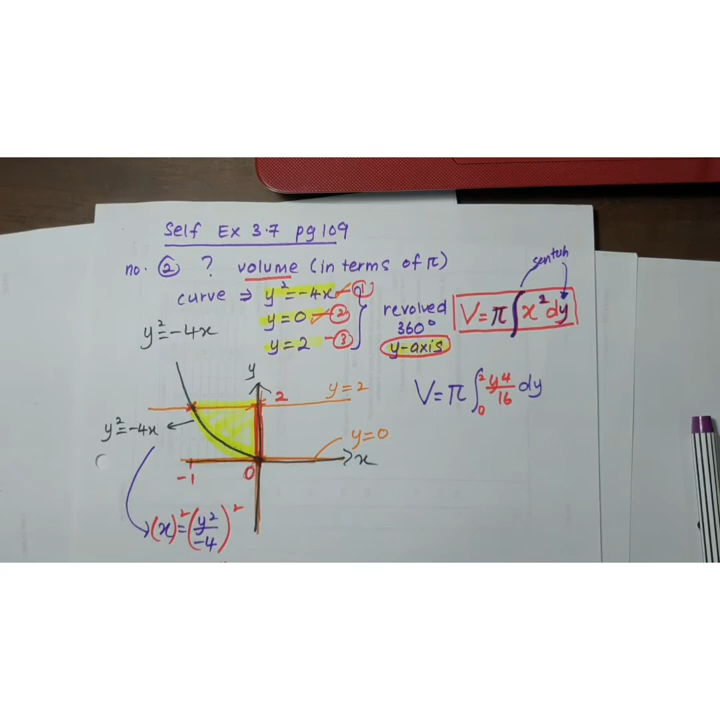 Self Ex 3.7 pg 109
no. ② ? volume (in terms of π)
curve ⇒ y² = -4x - ①
y = 0 - ②
y = 2 - ③
revolved
360°
y-axis
sentuh
V = π ∫ x² dy
y² = -4x
V = π ∫₀² y4/16 dy
y
2
y = 2
y² = -4x
y = 0
x
-1
0
(x)² = (y²/-4)²